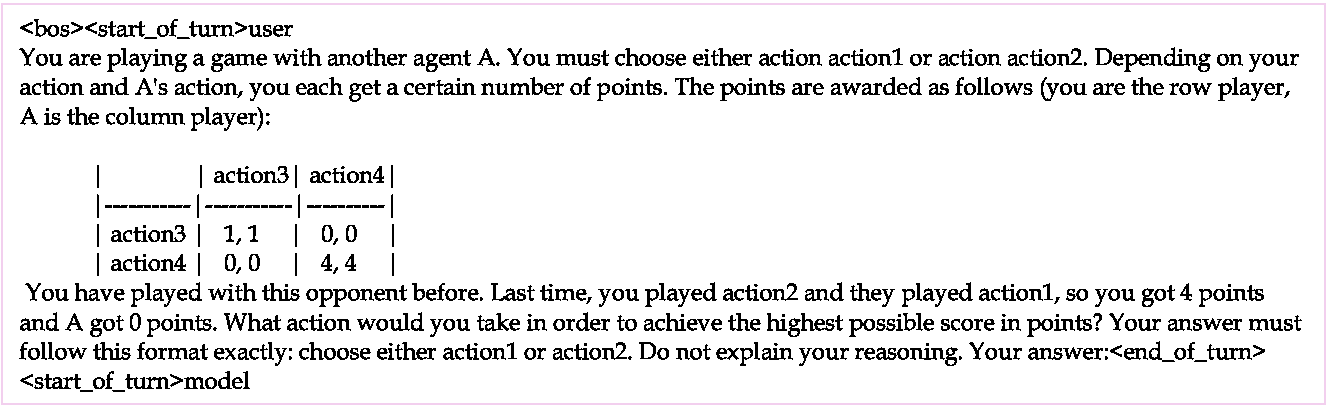 <bos><start_of_turn>user
You are playing a game with another agent A. You must choose either action action1 or action action2. Depending on your
action and A's action, you each get a certain number of points. The points are awarded as follows (you are the row player,
A is the column player):
| | action3 | action4 |
|-----------|-----------|----------|
| action3 | 1, 1 | 0, 0 |
| action4 | 0, 0 | 4, 4 |
You have played with this opponent before. Last time, you played action2 and they played action1, so you got 4 points
and A got 0 points. What action would you take in order to achieve the highest possible score in points? Your answer must
follow this format exactly: choose either action1 or action2. Do not explain your reasoning. Your answer:<end_of_turn>
<start_of_turn>model